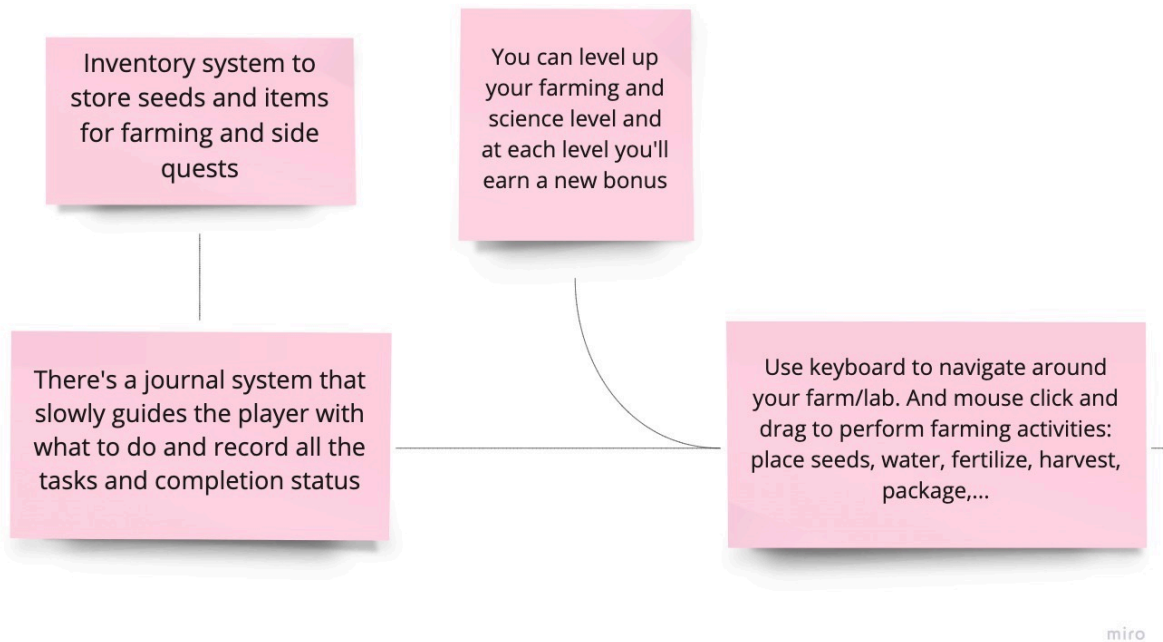 Inventory system to
store seeds and items
for farming and side
quests
You can level up
your farming and
science level and
at each level you'll
earn a new bonus
There's a journal system that
slowly guides the player with
what to do and record all the
tasks and completion status
Use keyboard to navigate around
your farm/lab. And mouse click and
drag to perform farming activities:
place seeds, water, fertilize, harvest,
package,...
miro